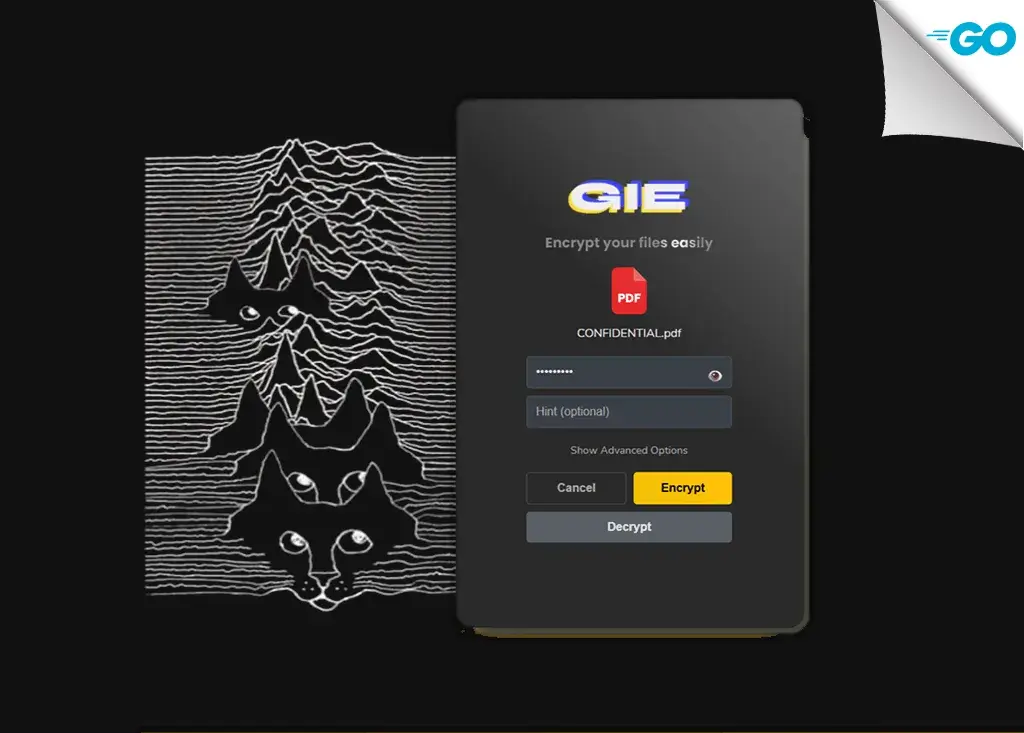 GO
GIE
Encrypt your files easily
PDF
CONFIDENTIAL.pdf
•••••••••
Hint (optional)
Show Advanced Options
Cancel
Encrypt
Decrypt